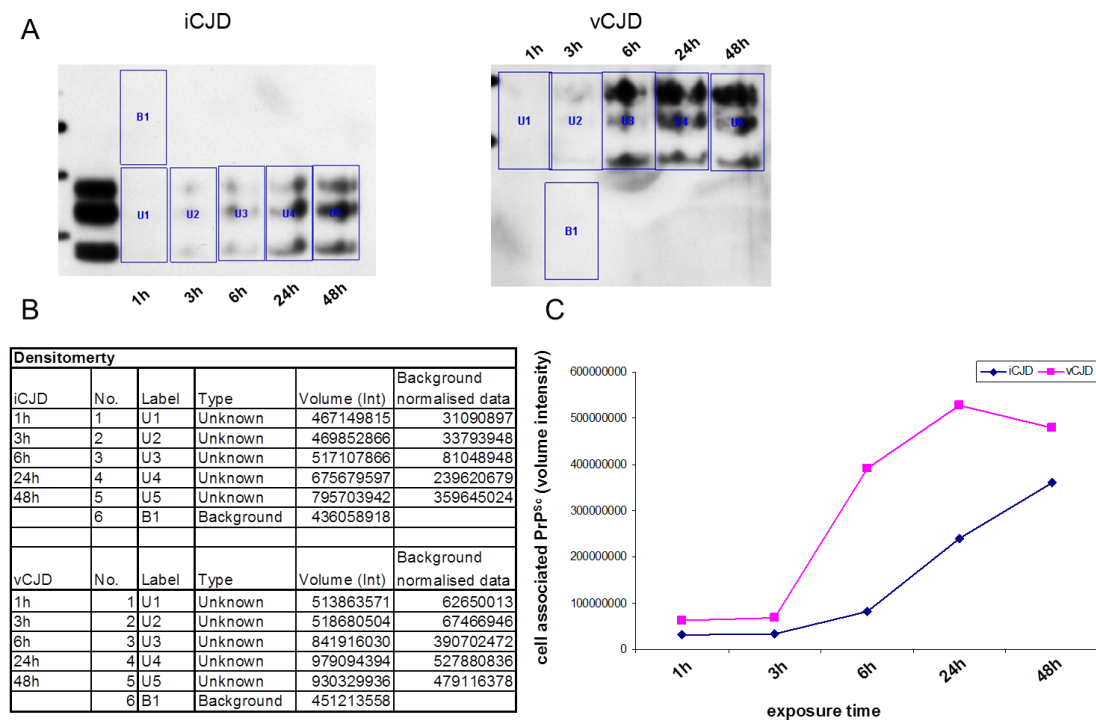 A
iCJD
vCJD
1h 3h 6h 24h 48h
B1
U1 U2 U3 U4 U5
U1 U2 U3 U4 U5
B1
1h 3h 6h 24h 48h
B
Densitomerty
iCJD No. Label Type Volume (Int) Background normalised data
1h 1 U1 Unknown 467149815 31090897
3h 2 U2 Unknown 469852866 33793948
6h 3 U3 Unknown 517107866 81048948
24h 4 U4 Unknown 675679597 239620679
48h 5 U5 Unknown 795703942 359645024
6 B1 Background 436058918
vCJD No. Label Type Volume (Int) Background normalised data
1h 1 U1 Unknown 513863571 62650013
3h 2 U2 Unknown 518680504 67466946
6h 3 U3 Unknown 841916030 390702472
24h 4 U4 Unknown 979094394 527880836
48h 5 U5 Unknown 930329936 479116378
6 B1 Background 451213558
C
iCJD vCJD
cell associated PrPSc (volume intensity)
600000000
500000000
400000000
300000000
200000000
100000000
0
1h 3h 6h 24h 48h
exposure time